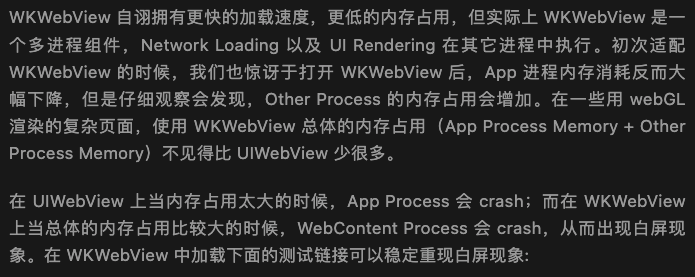 WKWebView 自诩拥有更快的加载速度，更低的内存占用，但实际上 WKWebView 是一
个多进程组件，Network Loading 以及 UI Rendering 在其它进程中执行。初次适配
WKWebView 的时候，我们也惊讶于打开 WKWebView 后，App 进程内存消耗反而大
幅下降，但是仔细观察会发现，Other Process 的内存占用会增加。在一些用 webGL
渲染的复杂页面，使用 WKWebView 总体的内存占用（App Process Memory + Other
Process Memory）不见得比 UIWebView 少很多。
在 UIWebView 上当内存占用太大的时候，App Process 会 crash；而在 WKWebView
上当总体的内存占用比较大的时候，WebContent Process 会 crash，从而出现白屏现
象。在 WKWebView 中加载下面的测试链接可以稳定重现白屏现象: